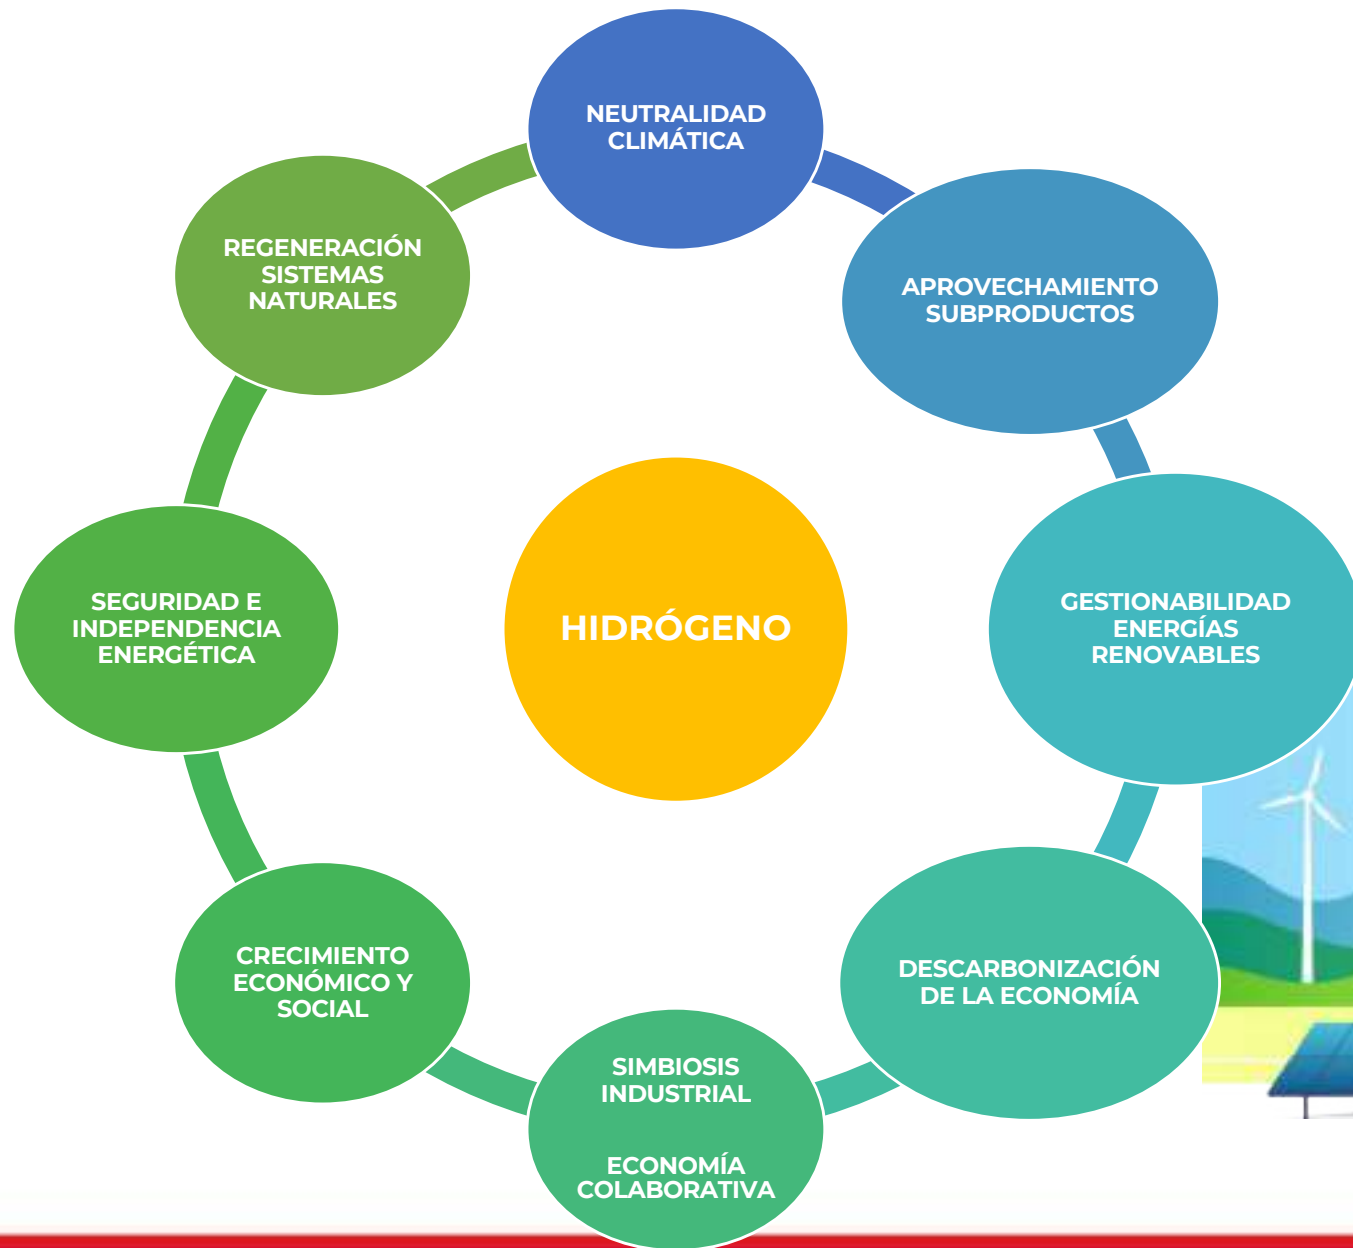 NEUTRALIDAD
CLIMÁTICA
APROVECHAMIENTO
SUBPRODUCTOS
GESTIONABILIDAD
ENERGÍAS
RENOVABLES
DESCARBONIZACIÓN
DE LA ECONOMÍA
SIMBIOSIS
INDUSTRIAL
ECONOMÍA
COLABORATIVA
CRECIMIENTO
ECONÓMICO Y
SOCIAL
SEGURIDAD E
INDEPENDENCIA
ENERGÉTICA
REGENERACIÓN
SISTEMAS
NATURALES
HIDRÓGENO